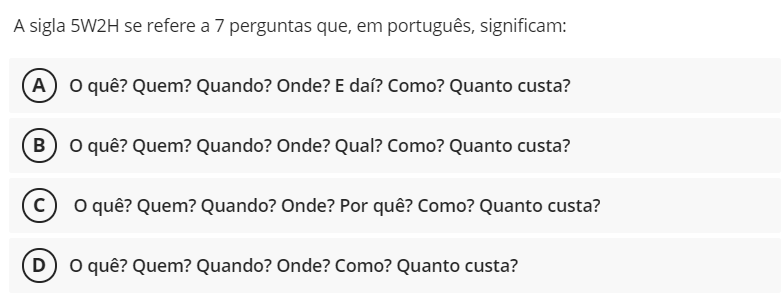 A sigla 5W2H se refere a 7 perguntas que, em português, significam:
A O quê? Quem? Quando? Onde? E daí? Como? Quanto custa?
B O quê? Quem? Quando? Onde? Qual? Como? Quanto custa?
C O quê? Quem? Quando? Onde? Por quê? Como? Quanto custa?
D O quê? Quem? Quando? Onde? Como? Quanto custa?